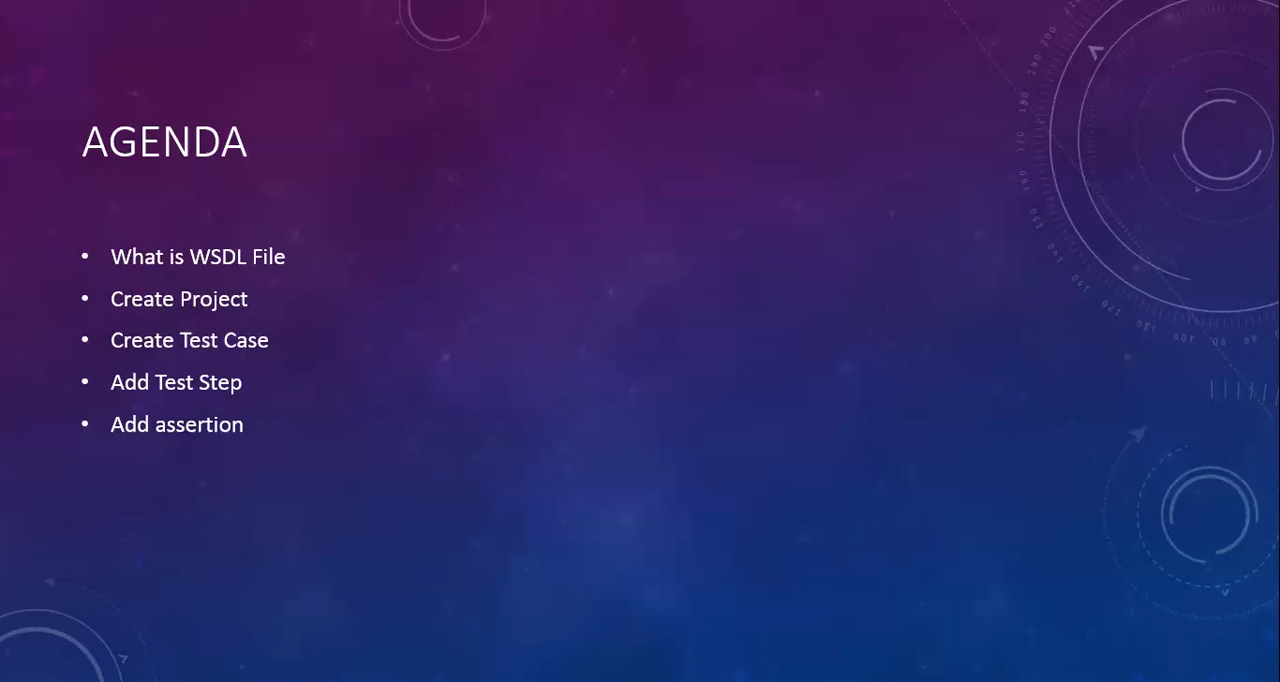 AGENDA
• What is WSDL File
• Create Project
• Create Test Case
• Add Test Step
• Add assertion